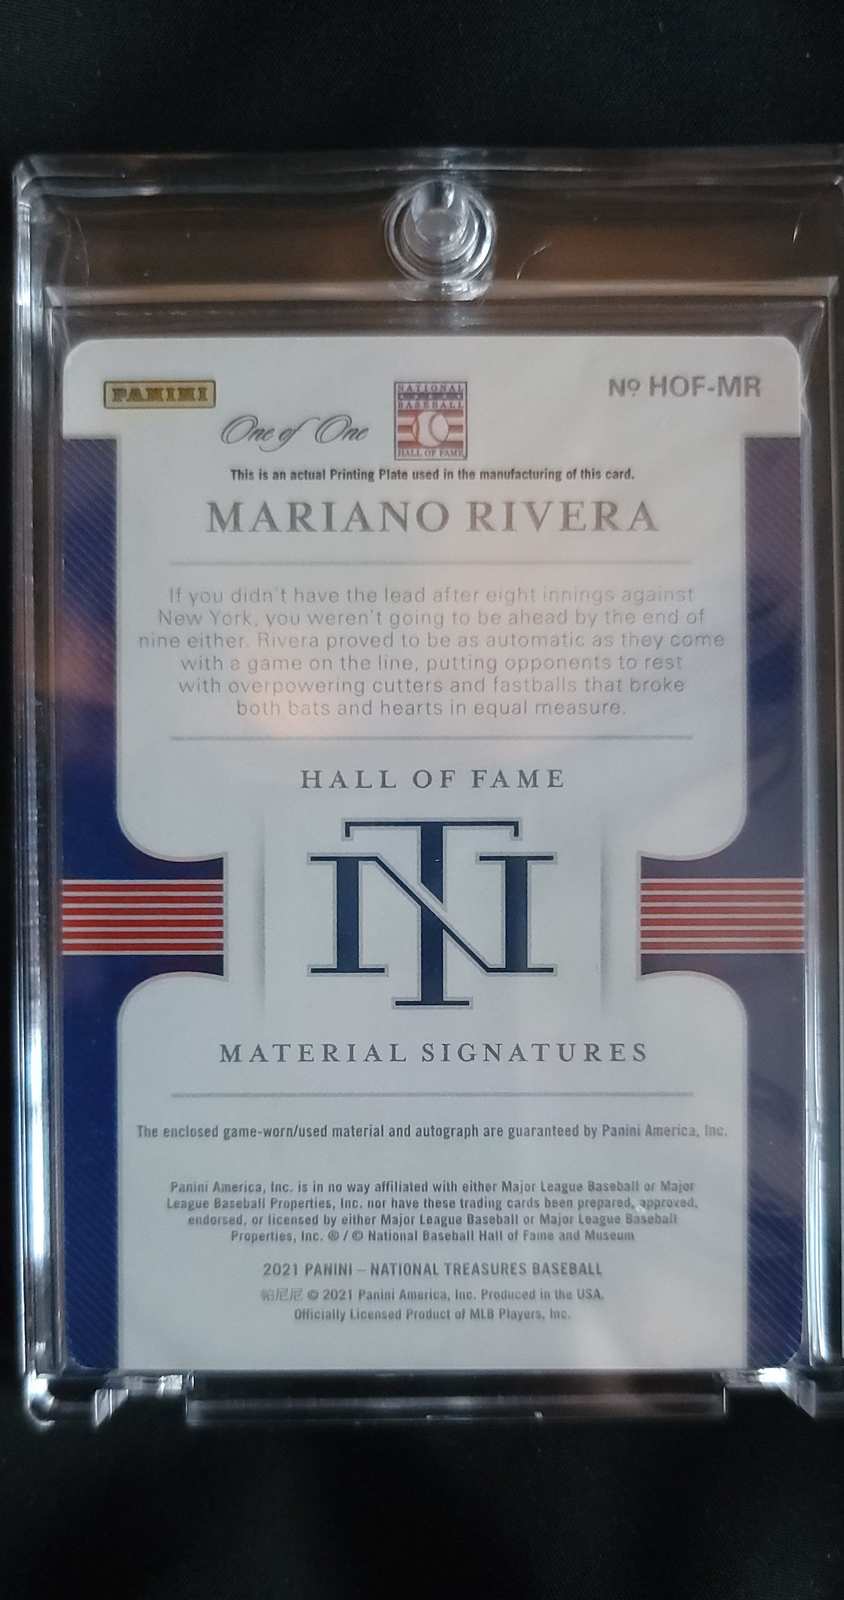 PANINI
NATIONAL
BASEBALL
HALL OF FAME
Nº HOF-MR
One of One
This is an actual Printing Plate used in the manufacturing of this card.
MARIANO RIVERA
If you didn't have the lead after eight innings against
New York, you weren't going to be ahead by the end of
nine either. Rivera proved to be as automatic as they come
with a game on the line, putting opponents to rest
with overpowering cutters and fastballs that broke
both bats and hearts in equal measure.
HALL OF FAME
NT
MATERIAL SIGNATURES
The enclosed game-worn/used material and autograph are guaranteed by Panini America, Inc.
Panini America, Inc. is in no way affiliated with either Major League Baseball or Major
League Baseball Properties, Inc. nor have these trading cards been prepared, approved,
endorsed, or licensed by either Major League Baseball or Major League Baseball
Properties, Inc. ® / © National Baseball Hall of Fame and Museum
2021 PANINI – NATIONAL TREASURES BASEBALL
帕尼尼 © 2021 Panini America, Inc. Produced in the USA.
Officially Licensed Product of MLB Players, Inc.